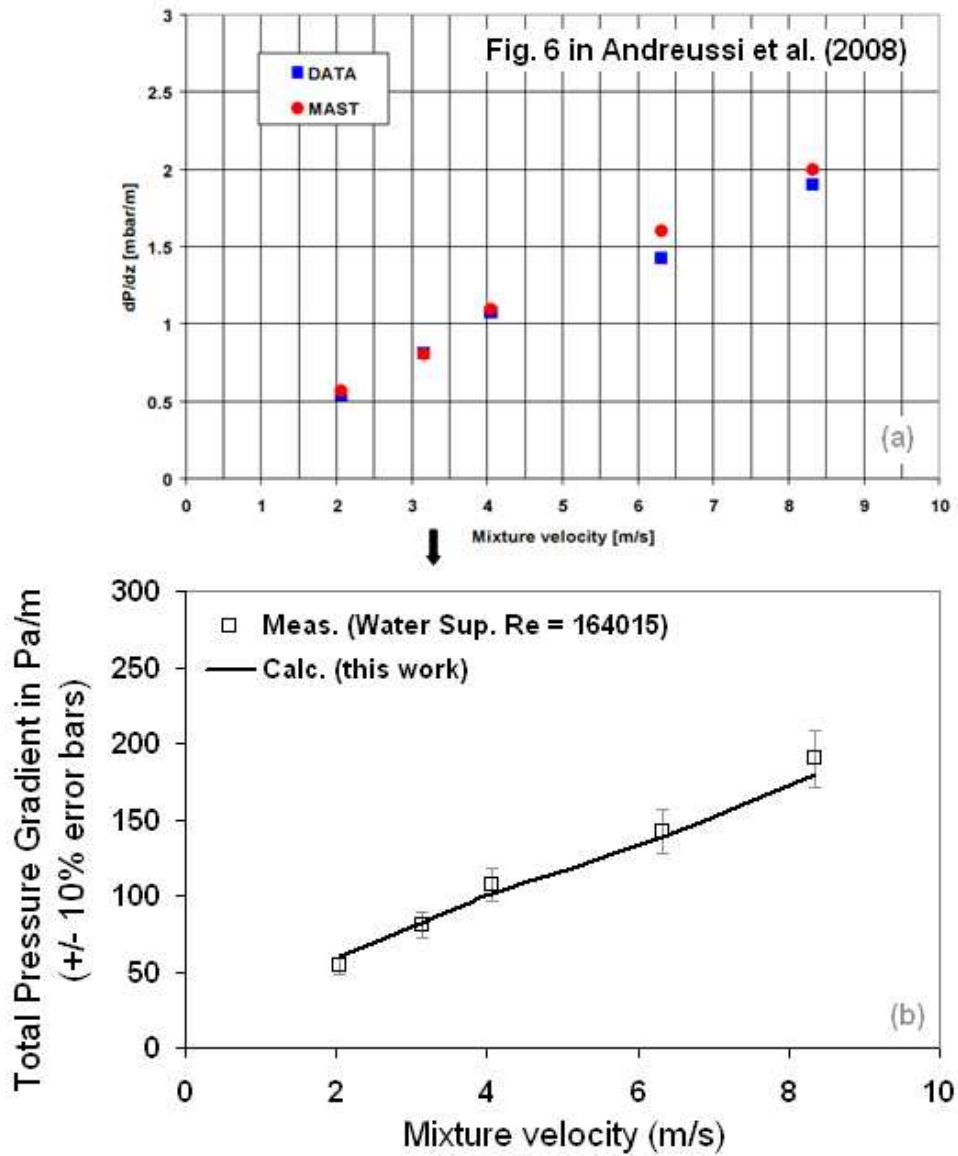 Fig. 6 in Andreussi et al. (2008)
DATA
MAST
3
2.5
2
1.5
1
0.5
0
dP/dz [mbar/m]
(a)
0 1 2 3 4 5 6 7 8 9 10
Mixture velocity [m/s]
300
250
200
150
100
50
0
Total Pressure Gradient in Pa/m
(+/- 10% error bars)
Meas. (Water Sup. Re = 164015)
Calc. (this work)
(b)
0 2 4 6 8 10
Mixture velocity (m/s)